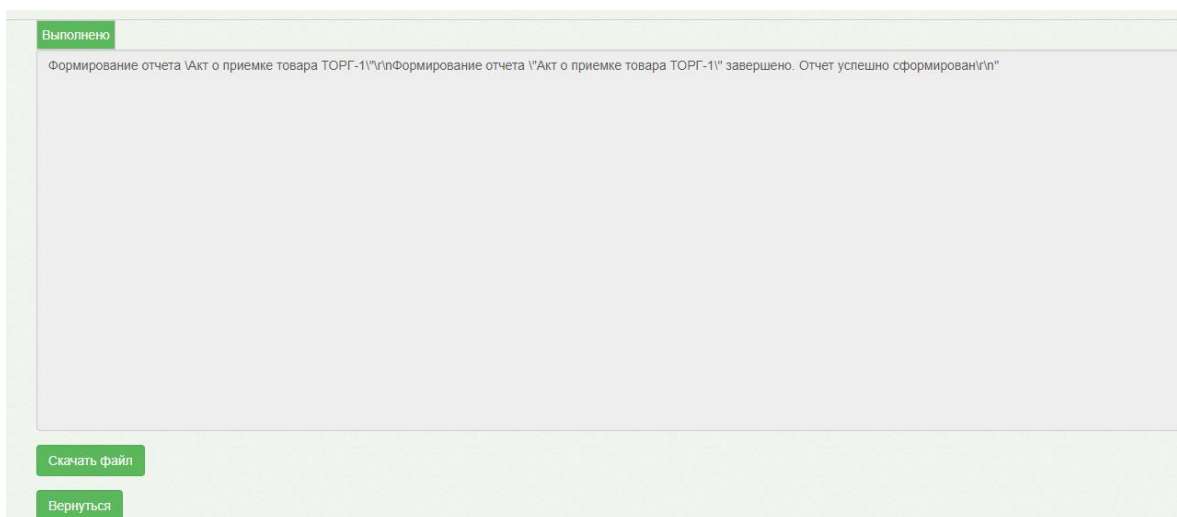 Выполнено
Формирование отчета \Акт о приемке товара ТОРГ-1\"\r\nФормирование отчета \"Акт о приемке товара ТОРГ-1\" завершено. Отчет успешно сформирован\r\n"
Скачать файл
Вернуться